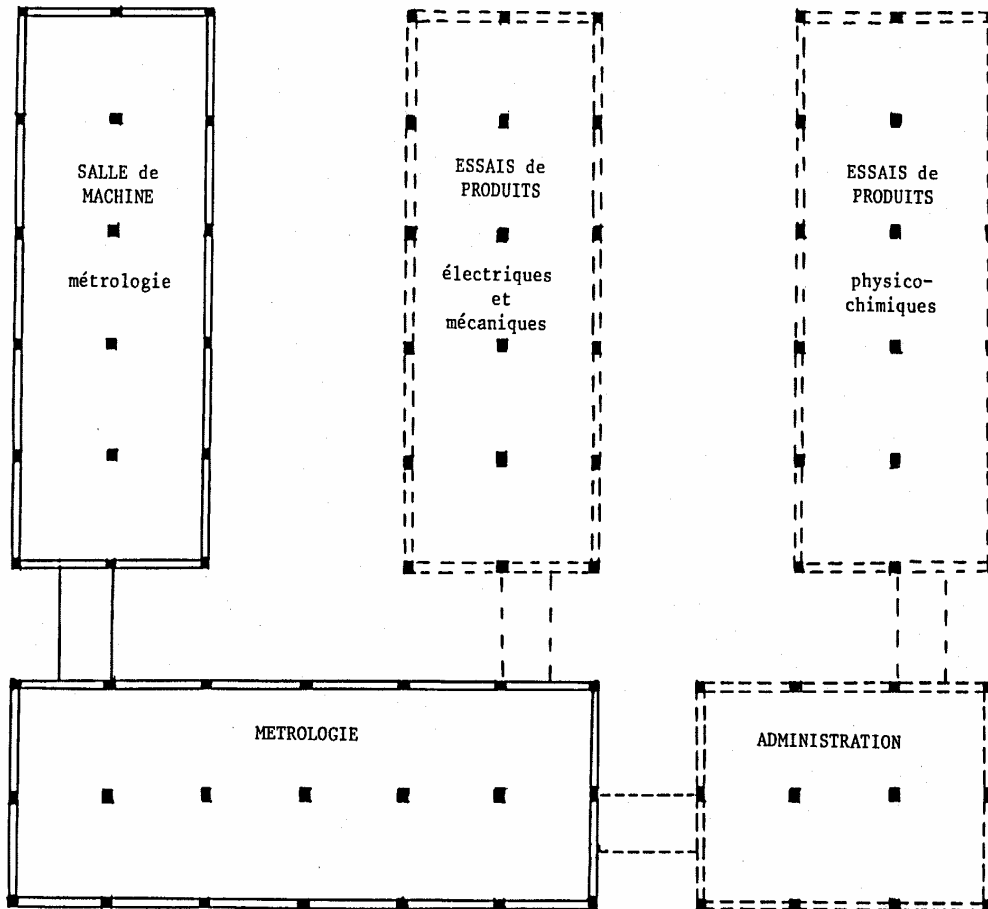 SALLE de
MACHINE
métrologie
ESSAIS de
PRODUITS
électriques
et
mécaniques
ESSAIS de
PRODUITS
physico-
chimiques
METROLOGIE
ADMINISTRATION